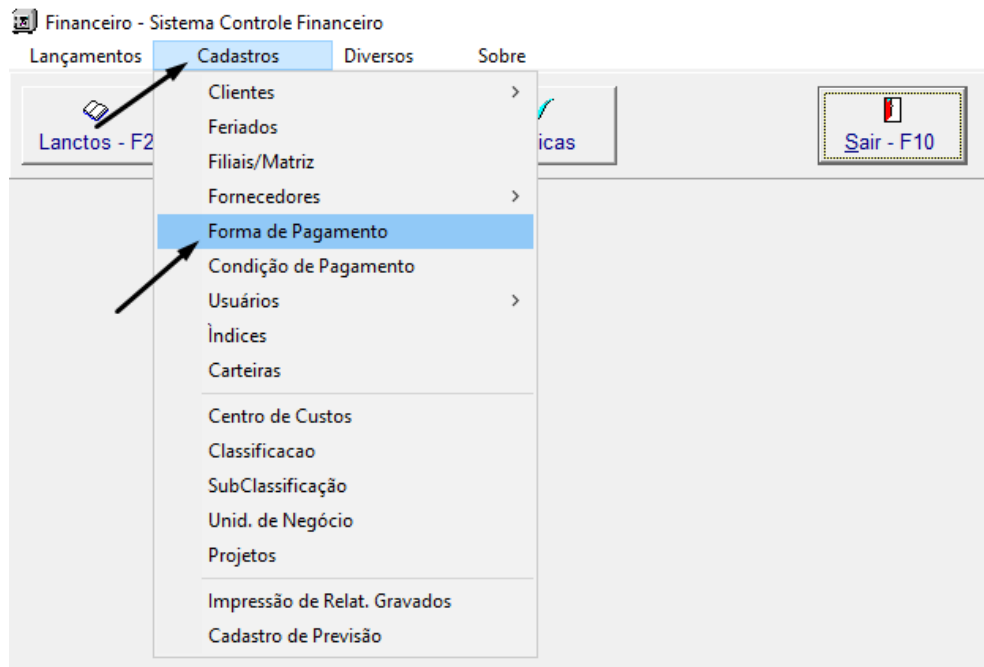 Financeiro - Sistema Controle Financeiro
Lançamentos Cadastros Diversos Sobre
Lanctos - F2 icas Sair - F10
Clientes
Feriados
Filiais/Matriz
Fornecedores
Forma de Pagamento
Condição de Pagamento
Usuários
Ìndices
Carteiras
Centro de Custos
Classificacao
SubClassificação
Unid. de Negócio
Projetos
Impressão de Relat. Gravados
Cadastro de Previsão